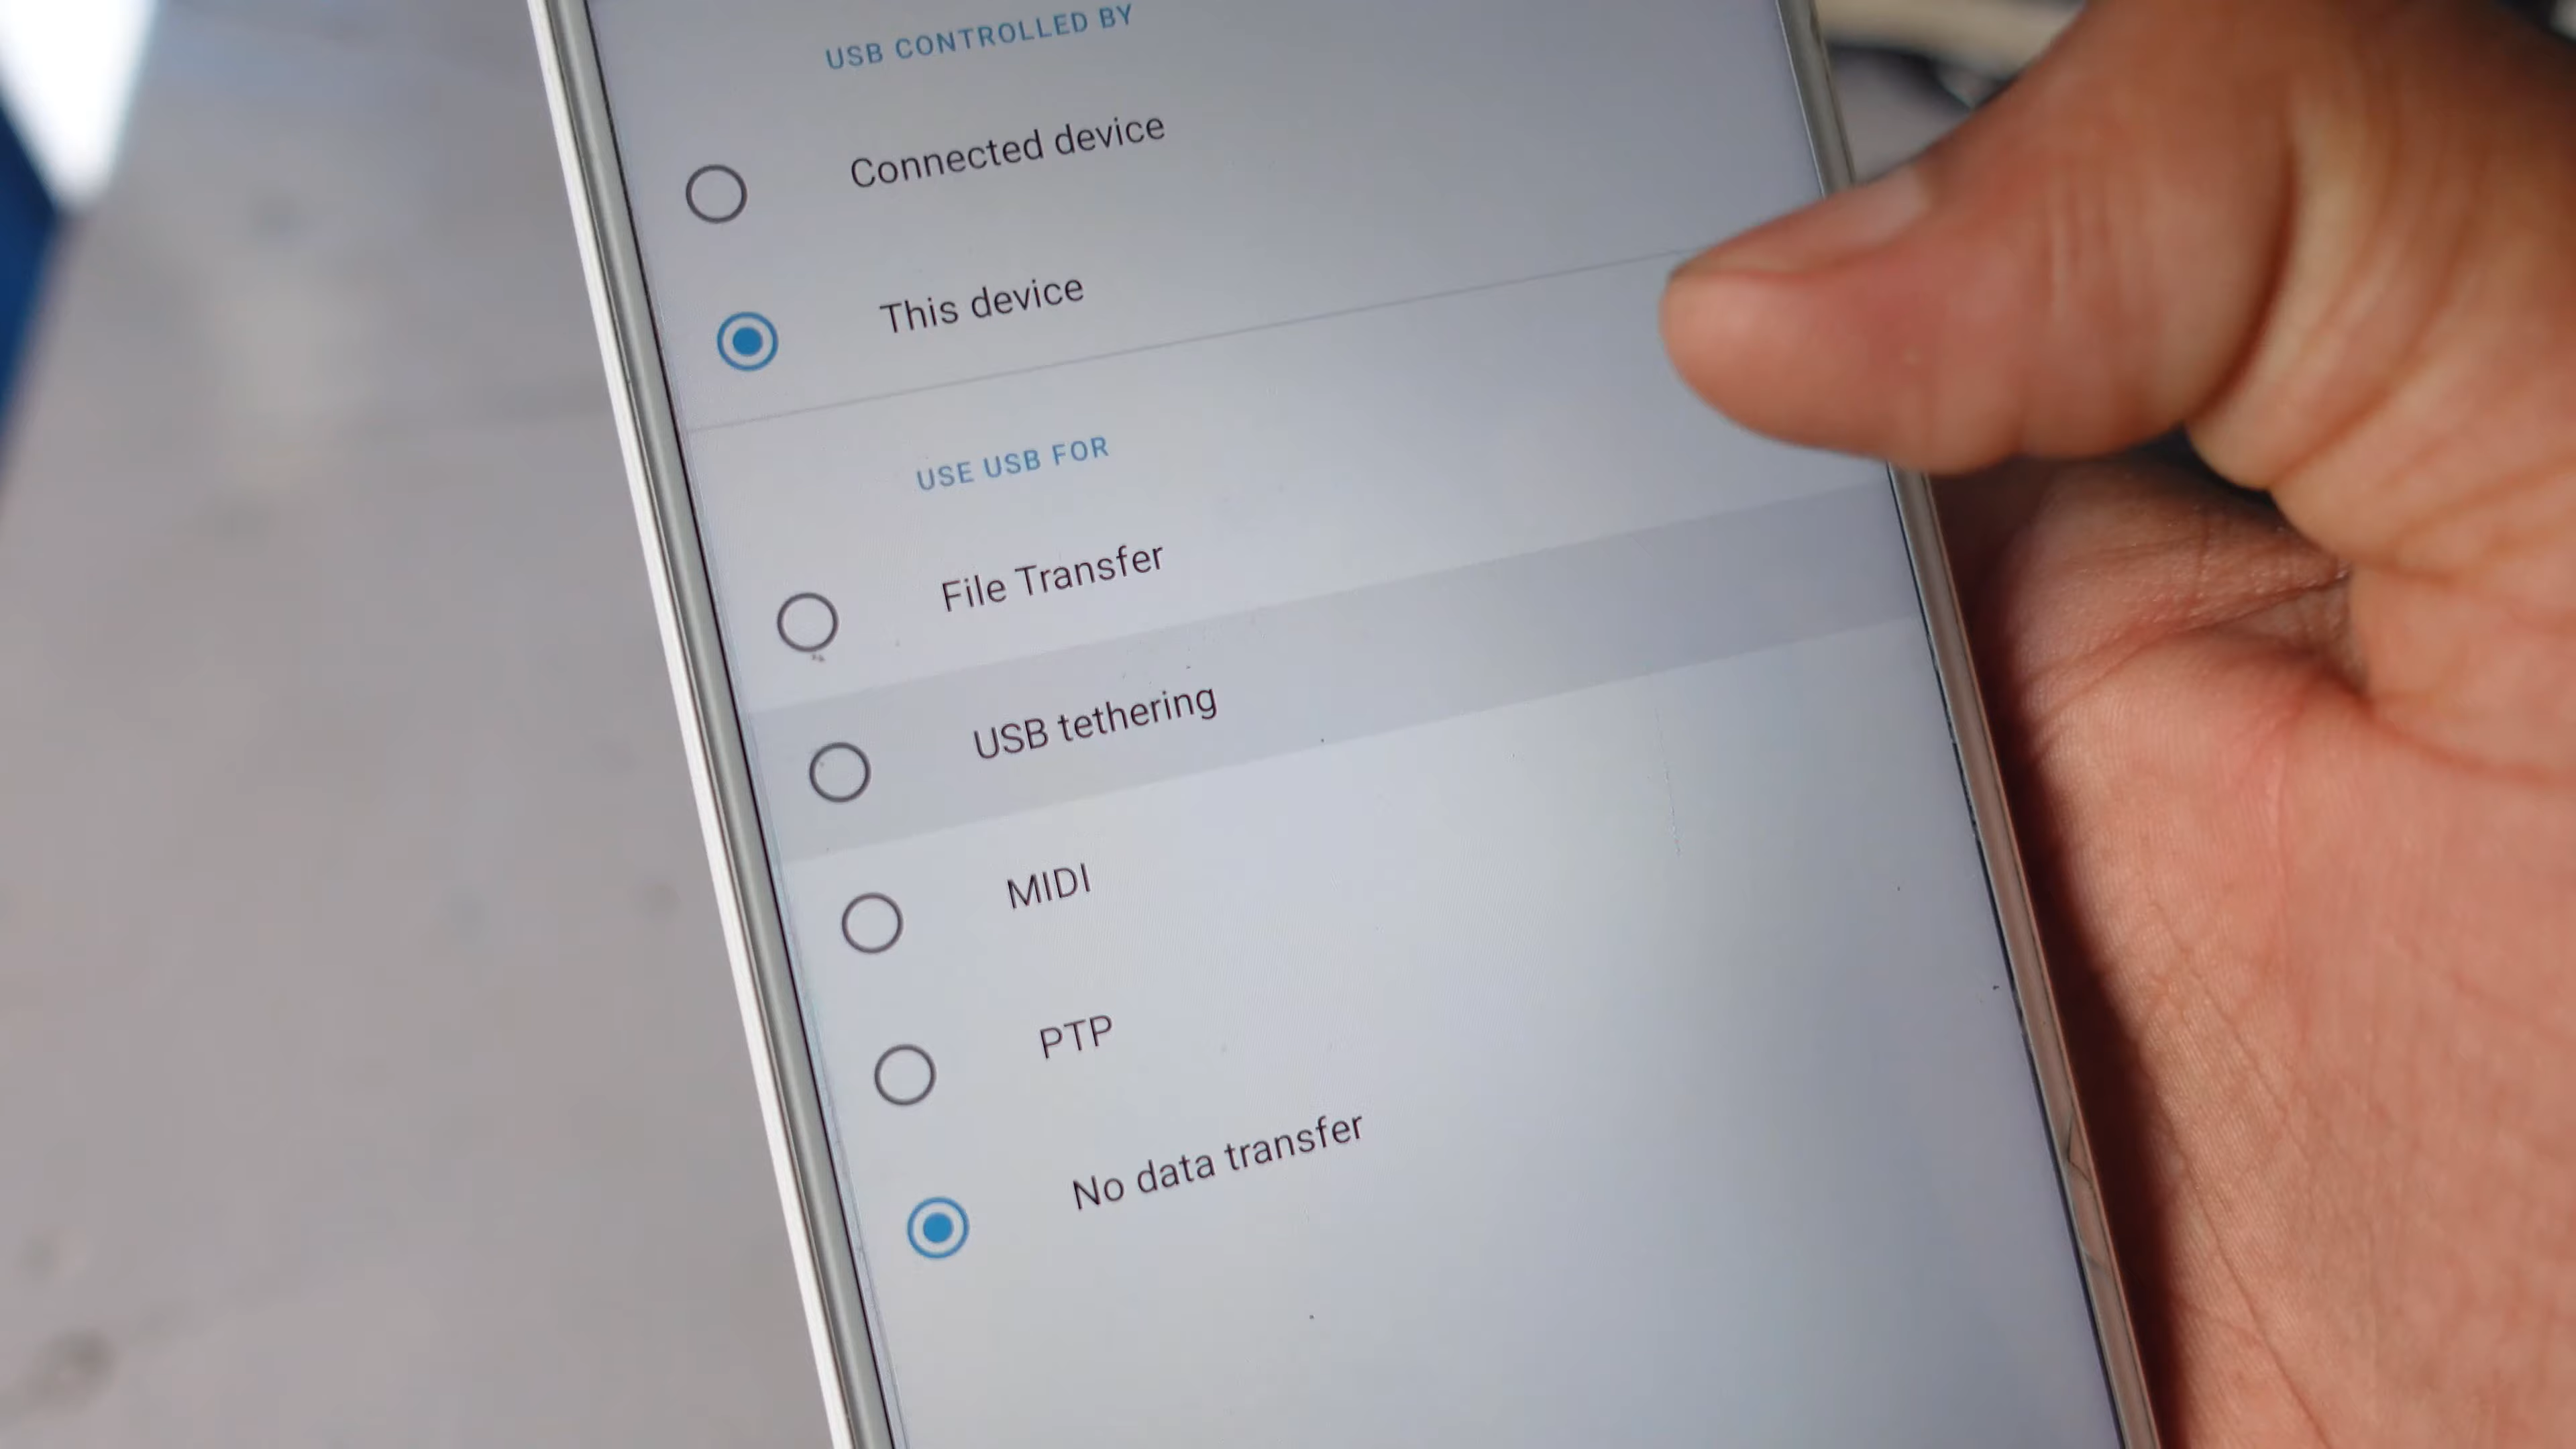 USB CONTROLLED BY
Connected device
This device
USE USB FOR
File Transfer
USB tethering
MIDI
PTP
No data transfer